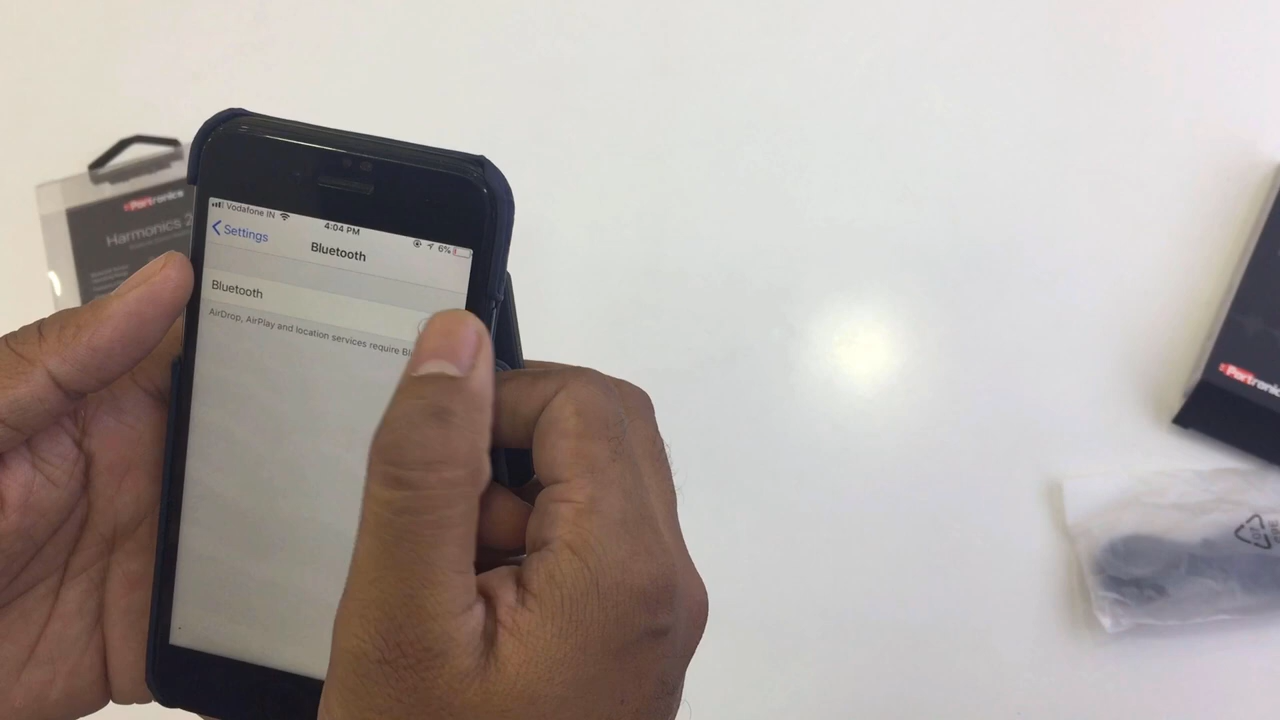 Vodafone IN
4:04 PM
6%
Settings
Bluetooth
Bluetooth
AirDrop, AirPlay and location services require
Portronics
Harmonics 2
Portronics